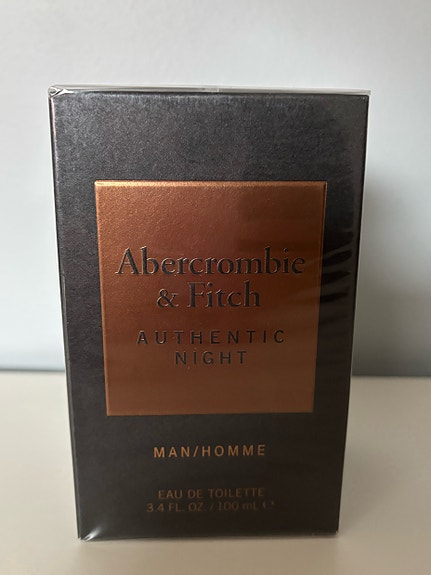 Abercrombie
& Fitch
AUTHENTIC
NIGHT
MAN/HOMME
EAU DE TOILETTE
3.4 FL. OZ. / 100 mL ℮